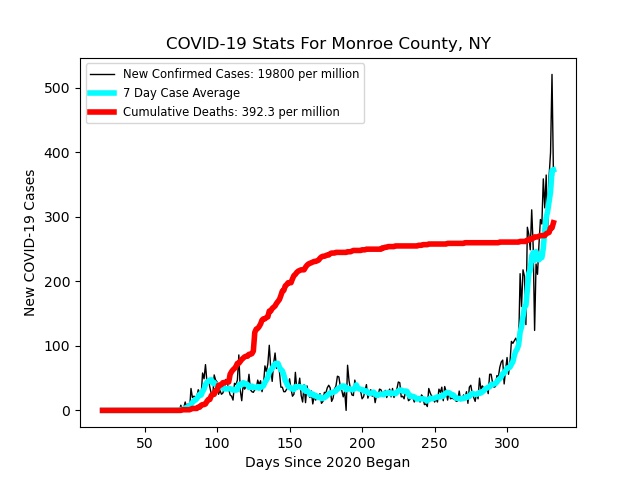 COVID-19 Stats For Monroe County, NY
New Confirmed Cases: 19800 per million
7 Day Case Average
Cumulative Deaths: 392.3 per million
New COVID-19 Cases
500
400
300
200
100
0
50
100
150
200
250
300
Days Since 2020 Began